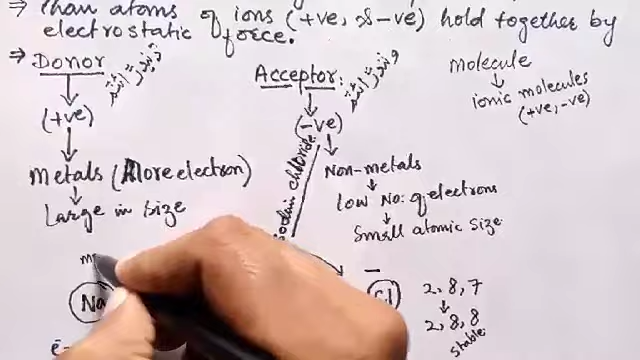 ⇒ Than atoms of ions (+ve, & -ve) hold together by
electrostatic force.
⇒ Donor
(+ve)
Metals (More electron)
Large in Size
Acceptor:
(-ve)
Non-metals
Low No: of electrons
Small atomic Size
molecule
ionic molecules
(+ve, -ve)
chloride
Na
Cl
2, 8, 7
2, 8, 8
stable